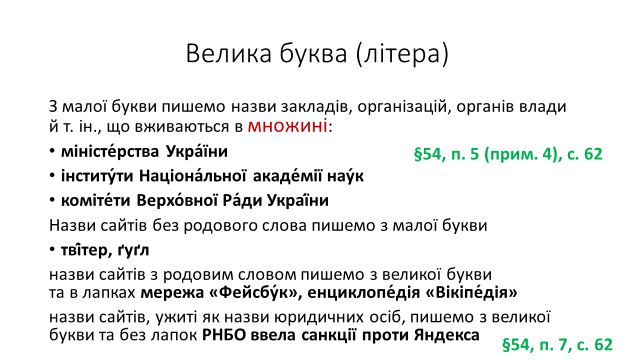 Велика буква (літера)
З малої букви пишемо назви закладів, організацій, органів влади
й т. ін., що вживаються в множині:
• міністе́рства Украї́ни
§54, п. 5 (прим. 4), с. 62
• інститу́ти Націона́льної акаде́мії нау́к
• коміте́ти Верхо́вної Ра́ди Украї́ни
Назви сайтів без родового слова пишемо з малої букви
• тві́тер, ґуґл
назви сайтів з родовим словом пишемо з великої букви
та в лапках мережа «Фейсбу́к», енциклопе́дія «Вікіпе́дія»
назви сайтів, ужиті як назви юридичних осіб, пишемо з великої
букви та без лапок РНБО ввела санкції проти Яндекса
§54, п. 7, с. 62